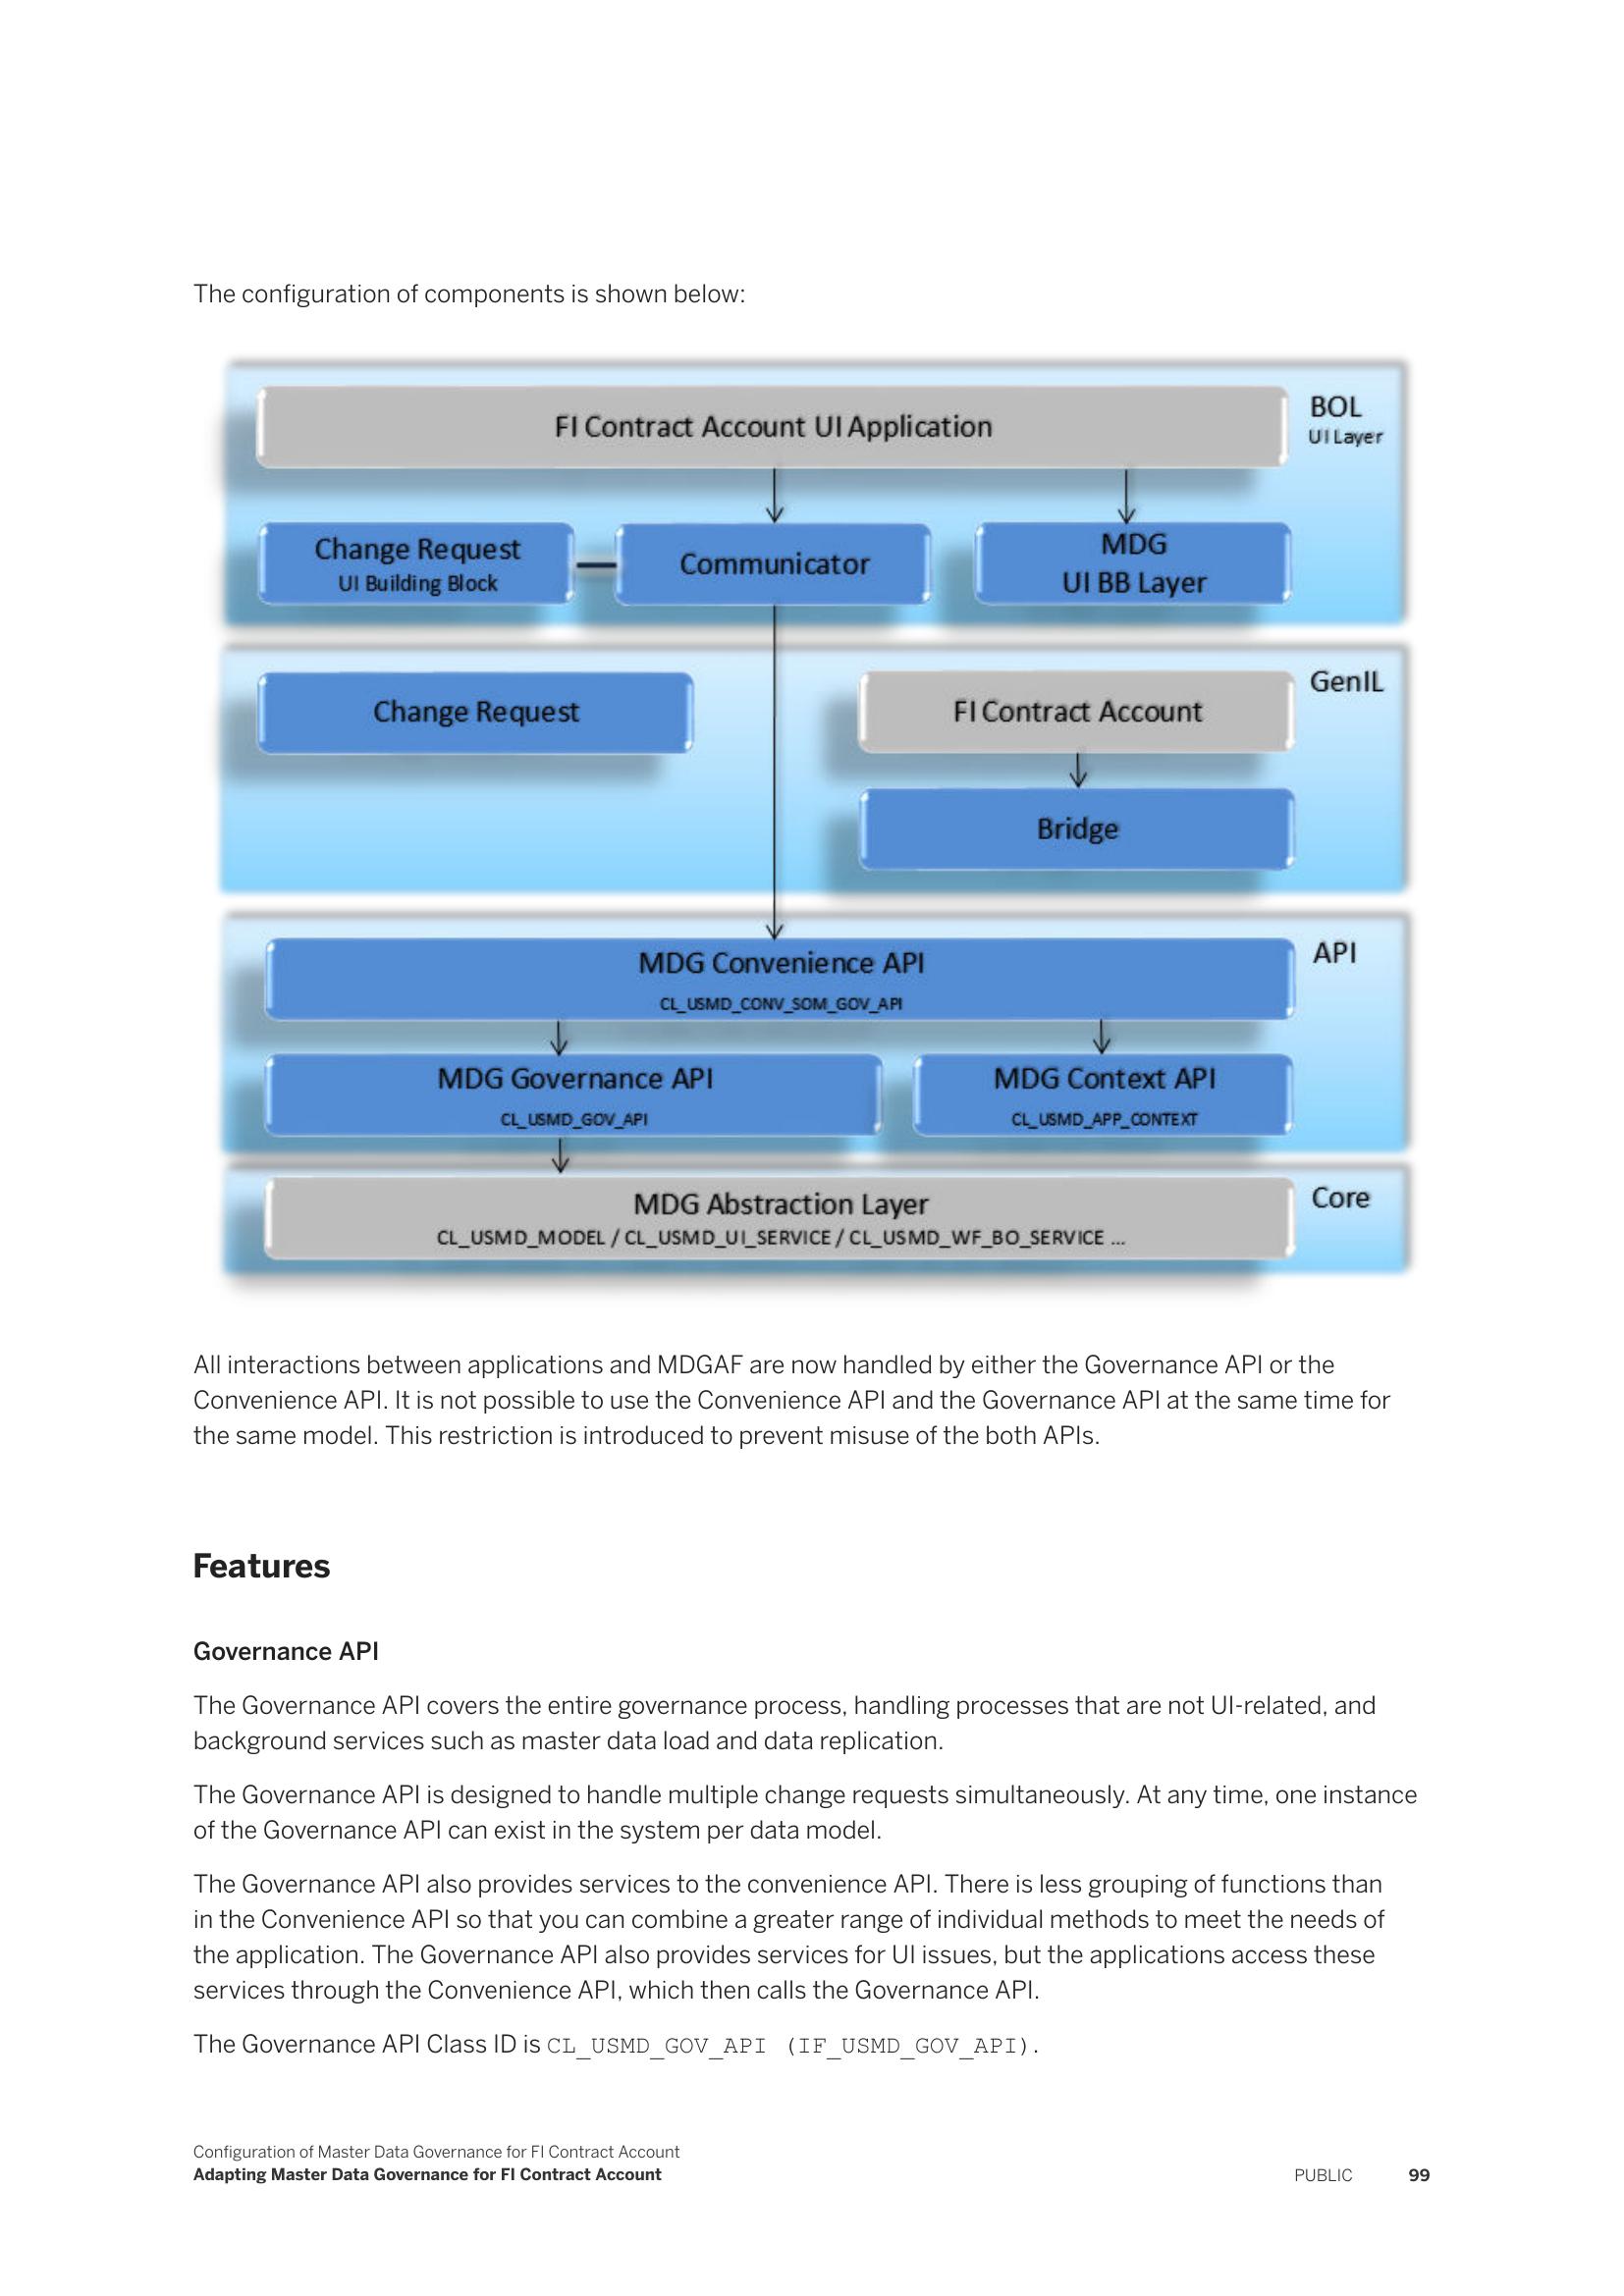 The configuration of components is shown below:
FI Contract Account UI Application
BOL
UI Layer
Change Request
UI Building Block
Communicator
MDG
UI BB Layer
GenIL
Change Request
FI Contract Account
Bridge
API
MDG Convenience API
CL_USMD_CONV_SOM_GOV_API
MDG Governance API
CL_USMD_GOV_API
MDG Context API
CL_USMD_APP_CONTEXT
Core
MDG Abstraction Layer
CL_USMD_MODEL / CL_USMD_UI_SERVICE / CL_USMD_WF_BO_SERVICE ...
All interactions between applications and MDGAF are now handled by either the Governance API or the
Convenience API. It is not possible to use the Convenience API and the Governance API at the same time for
the same model. This restriction is introduced to prevent misuse of the both APIs.
Features
Governance API
The Governance API covers the entire governance process, handling processes that are not UI-related, and
background services such as master data load and data replication.
The Governance API is designed to handle multiple change requests simultaneously. At any time, one instance
of the Governance API can exist in the system per data model.
The Governance API also provides services to the convenience API. There is less grouping of functions than
in the Convenience API so that you can combine a greater range of individual methods to meet the needs of
the application. The Governance API also provides services for UI issues, but the applications access these
services through the Convenience API, which then calls the Governance API.
The Governance API Class ID is CL_USMD_GOV_API (IF_USMD_GOV_API).
Configuration of Master Data Governance for FI Contract Account
Adapting Master Data Governance for FI Contract Account
PUBLIC 99